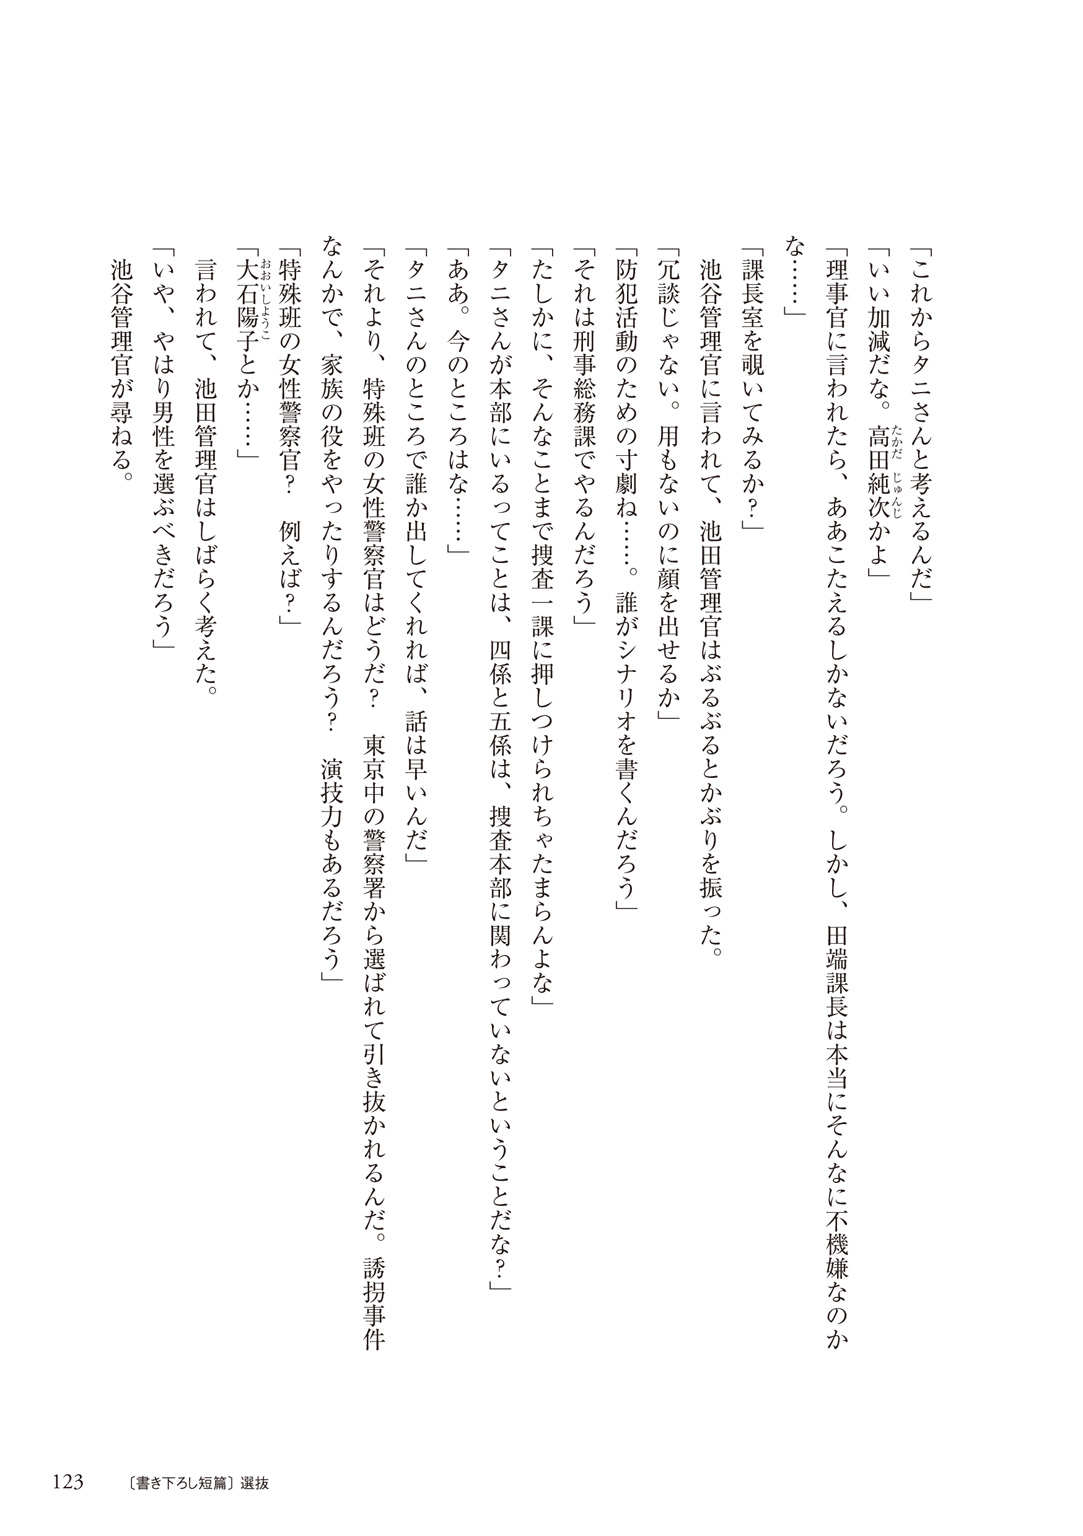 「これからタニさんと考えるんだ」
「いい加減だな。高田純次かよ」
たかだ じゅんじ
「理事官に言われたら、ああこたえるしかないだろう。しかし、田端課長は本当にそんなに不機嫌なのか
な……」
「課長室を覗いてみるか？」
池谷管理官に言われて、池田管理官はぶるぶるとかぶりを振った。
「冗談じゃない。用もないのに顔を出せるか」
「防犯活動のための寸劇ね……。誰がシナリオを書くんだろう」
「それは刑事総務課でやるんだろう」
「たしかに、そんなことまで捜査一課に押しつけられちゃたまらんよな」
「タニさんが本部にいるってことは、四係と五係は、捜査本部に関わっていないということだな？」
「ああ。今のところはな……」
「タニさんのところで誰か出してくれれば、話は早いんだ」
「それより、特殊班の女性警察官はどうだ？　東京中の警察署から選ばれて引き抜かれるんだ。誘拐事件
なんかで、家族の役をやったりするんだろう？　演技力もあるだろう」
「特殊班の女性警察官？　例えば？」
「大石陽子とか……」
おおいしようこ
言われて、池田管理官はしばらく考えた。
「いや、やはり男性を選ぶべきだろう」
池谷管理官が尋ねる。
123 〔書き下ろし短篇〕選抜